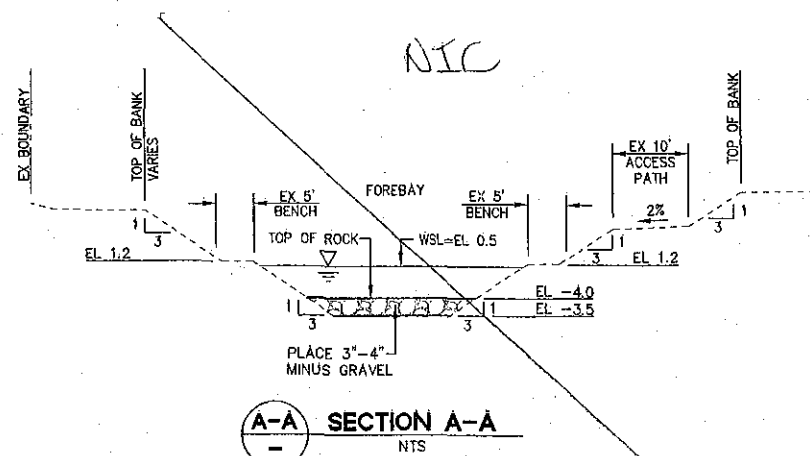 NIC
EX BOUNDARY
TOP OF BANK
VARIES
EX 5'
BENCH
FOREBAY
EX 5'
BENCH
EX 10'
ACCESS
PATH
TOP OF BANK
2%
1
3
1
3
1
3
TOP OF ROCK
WSL=EL 0.5
EL 1.2
EL 1.2
1
3
3
1
EL -4.0
EL -3.5
PLACE 3"-4"
MINUS GRAVEL
A-A
-
SECTION A-A
NTS